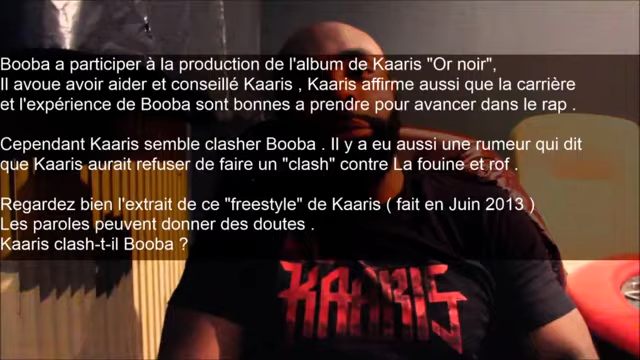 Booba a participer à la production de l'album de Kaaris "Or noir",
Il avoue avoir aider et conseillé Kaaris , Kaaris affirme aussi que la carrière
et l'expérience de Booba sont bonnes a prendre pour avancer dans le rap .
Cependant Kaaris semble clasher Booba . Il y a eu aussi une rumeur qui dit
que Kaaris aurait refuser de faire un "clash" contre La fouine et rof .
Regardez bien l'extrait de ce "freestyle" de Kaaris ( fait en Juin 2013 )
Les paroles peuvent donner des doutes .
Kaaris clash-t-il Booba ?
KAARIS